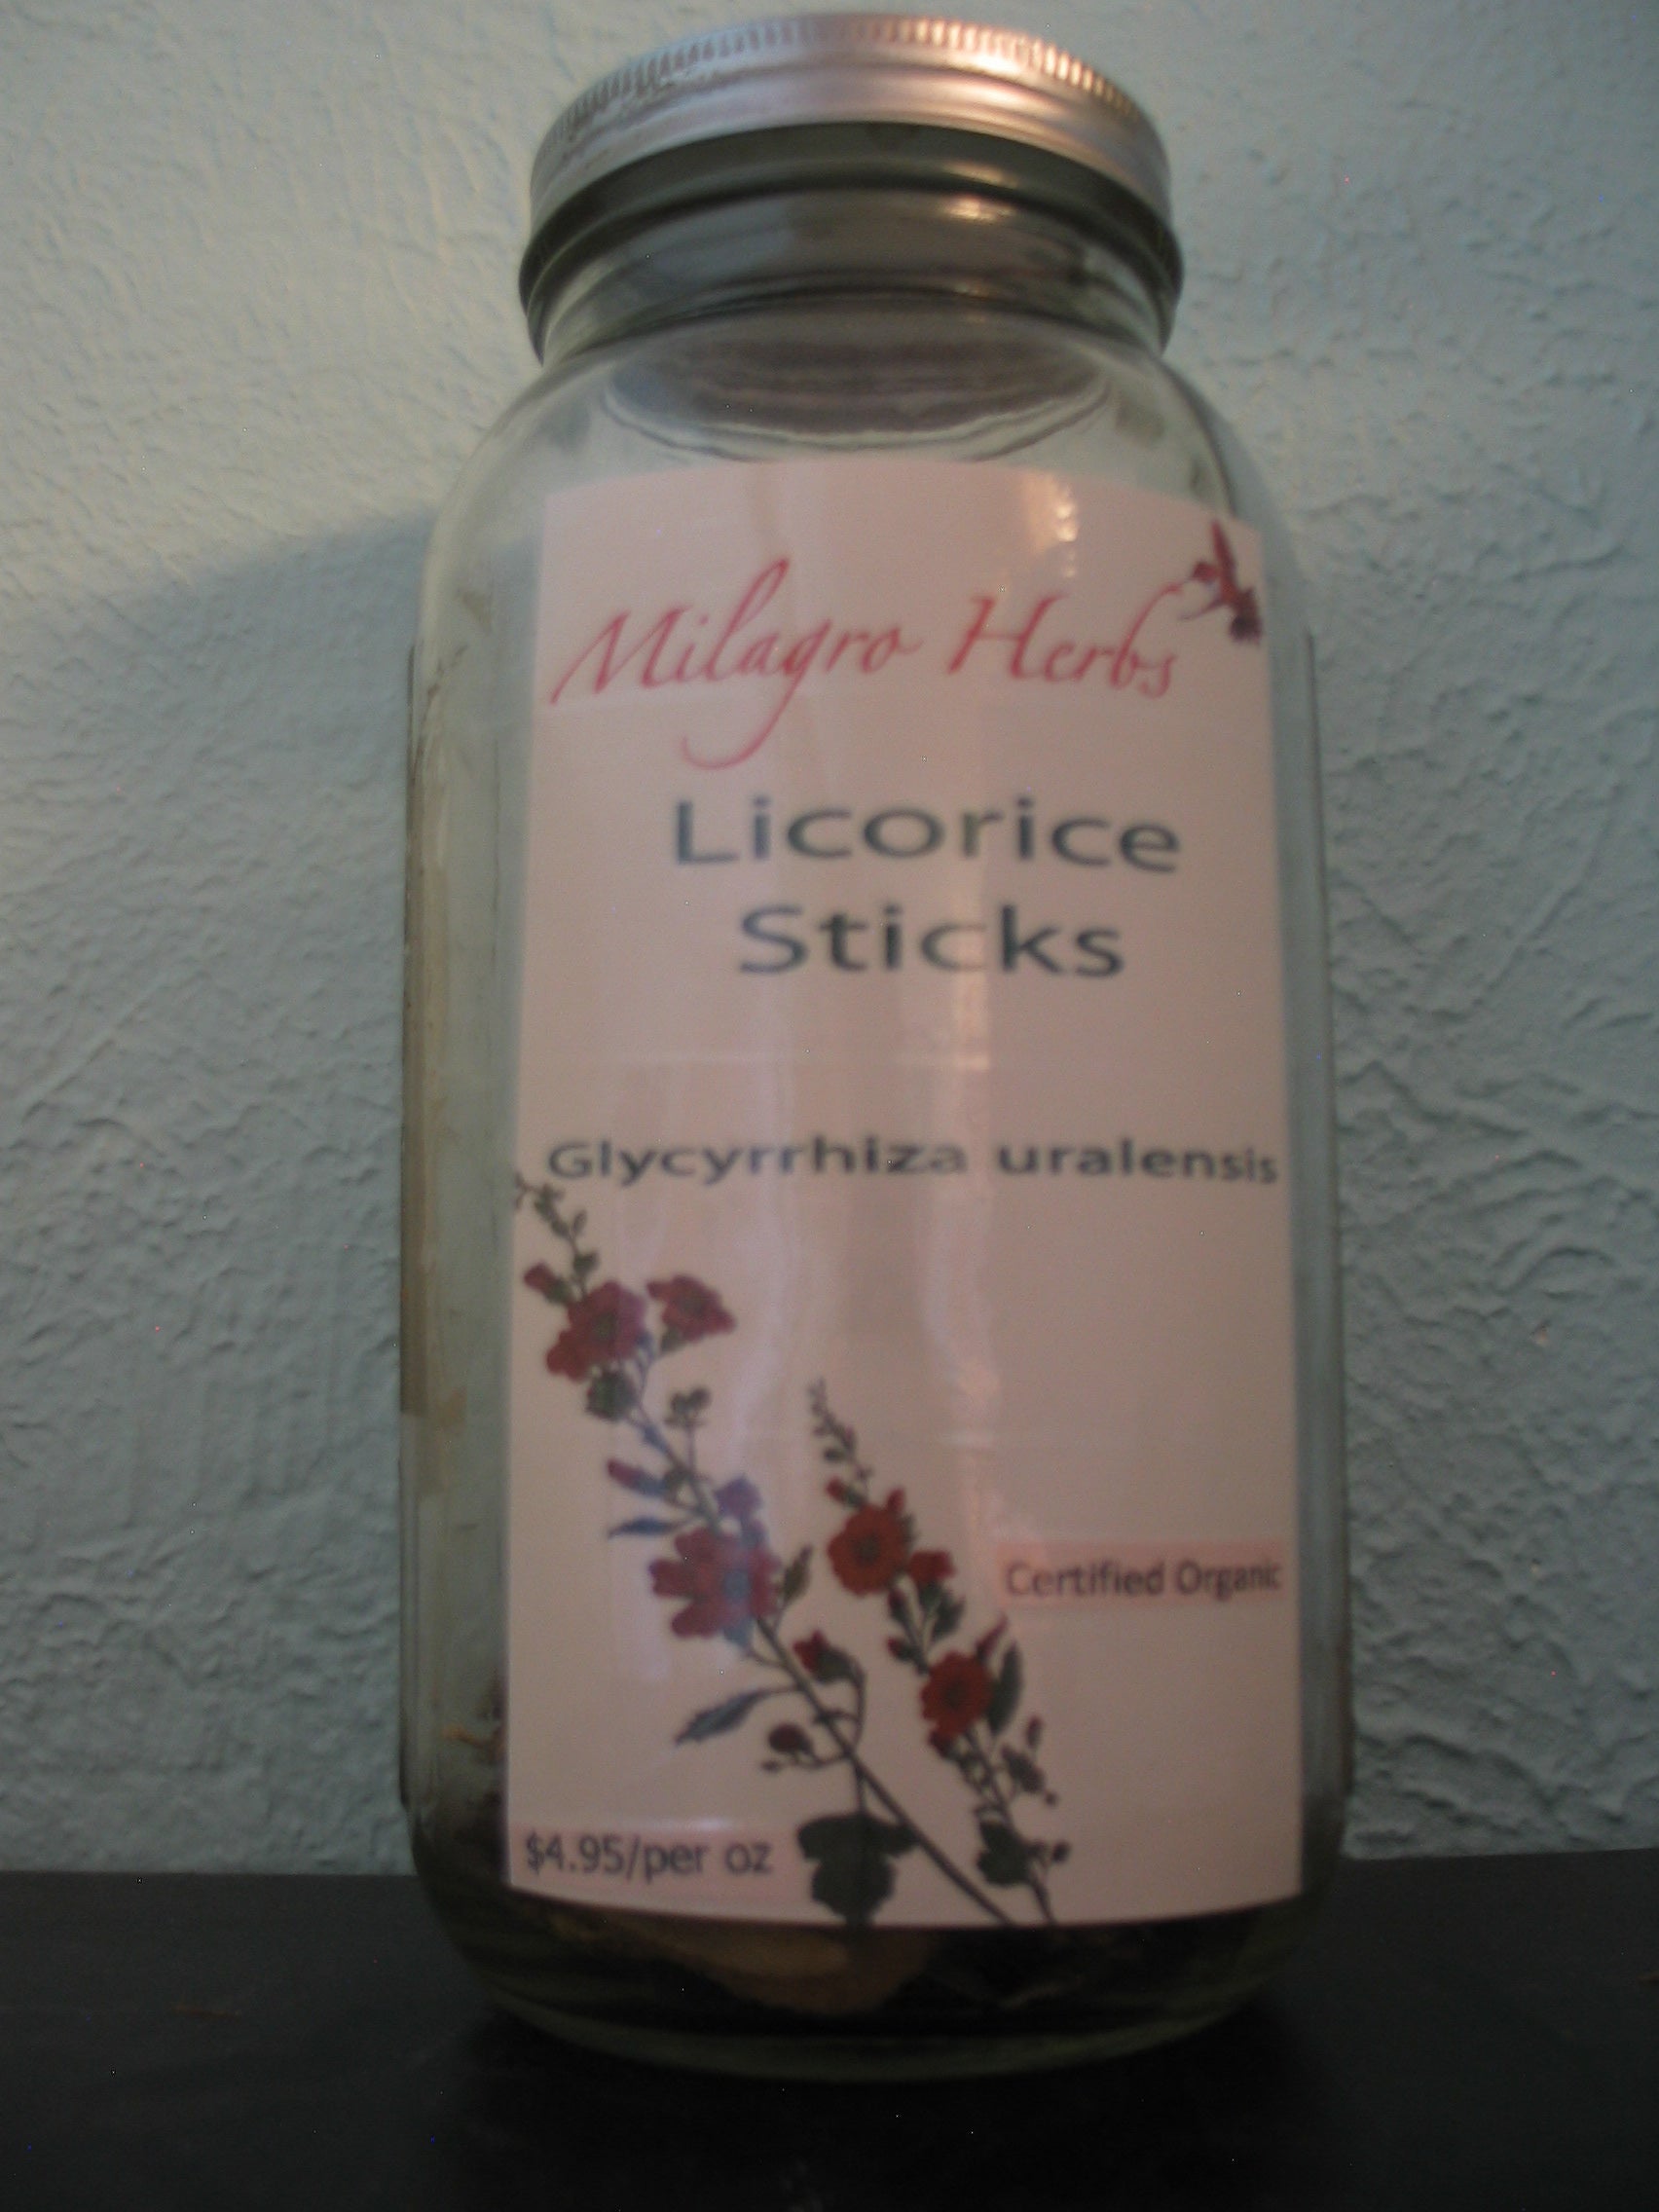 Milagro Herbs
Licorice
Sticks
Glycyrrhiza uralensis
Certified Organic
$4.95/per oz